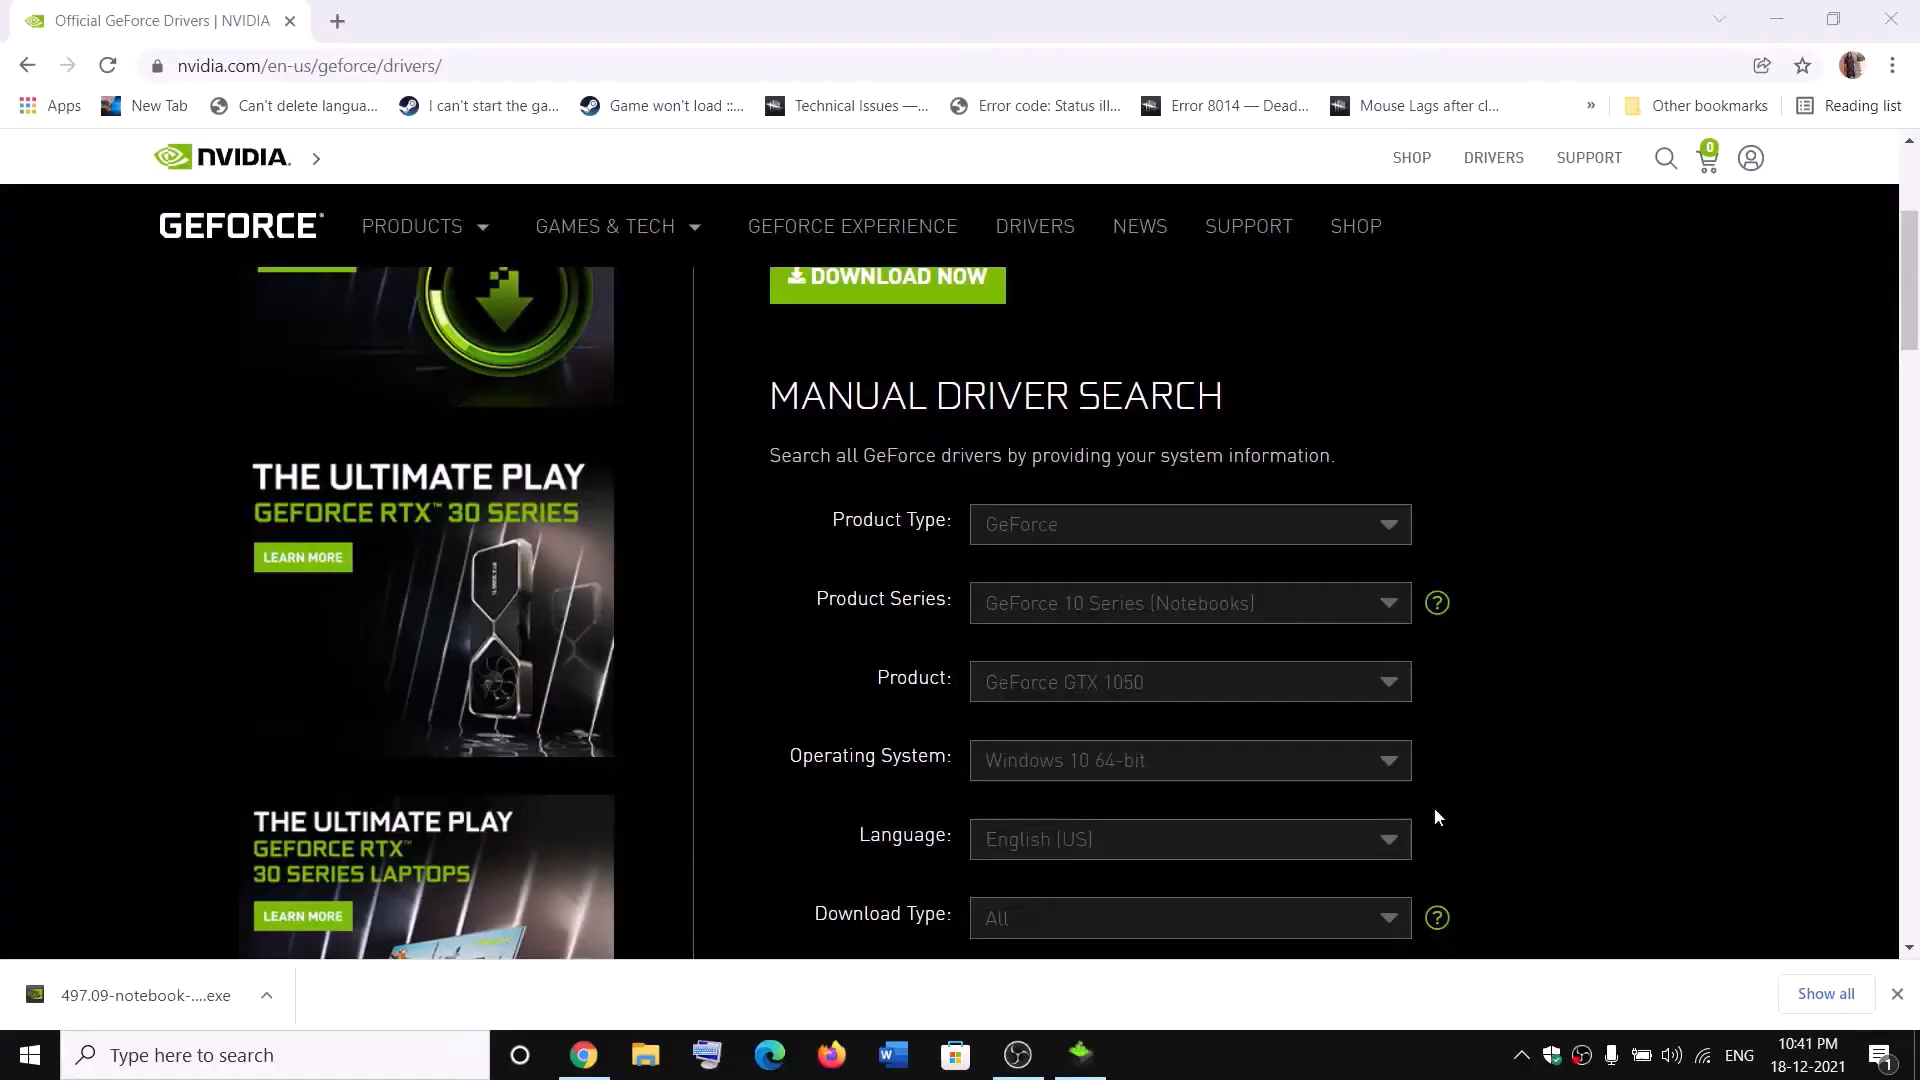 Official GeForce Drivers | NVIDIA
nvidia.com/en-us/geforce/drivers/
Apps
New Tab
Can't delete langua...
I can't start the ga...
Game won't load ::...
Technical Issues —...
Error code: Status ill...
Error 8014 — Dead...
Mouse Lags after cl...
»
Other bookmarks
Reading list
NVIDIA.
SHOP
DRIVERS
SUPPORT
0
GEFORCE
PRODUCTS
GAMES & TECH
GEFORCE EXPERIENCE
DRIVERS
NEWS
SUPPORT
SHOP
DOWNLOAD NOW
MANUAL DRIVER SEARCH
Search all GeForce drivers by providing your system information.
Product Type:
GeForce
Product Series:
GeForce 10 Series (Notebooks)
?
Product:
GeForce GTX 1050
Operating System:
Windows 10 64-bit
Language:
English (US)
Download Type:
All
?
THE ULTIMATE PLAY
GEFORCE RTX™ 30 SERIES
LEARN MORE
THE ULTIMATE PLAY
GEFORCE RTX™
30 SERIES LAPTOPS
LEARN MORE
497.09-notebook-....exe
Show all
Type here to search
ENG
10:41 PM
18-12-2021
1